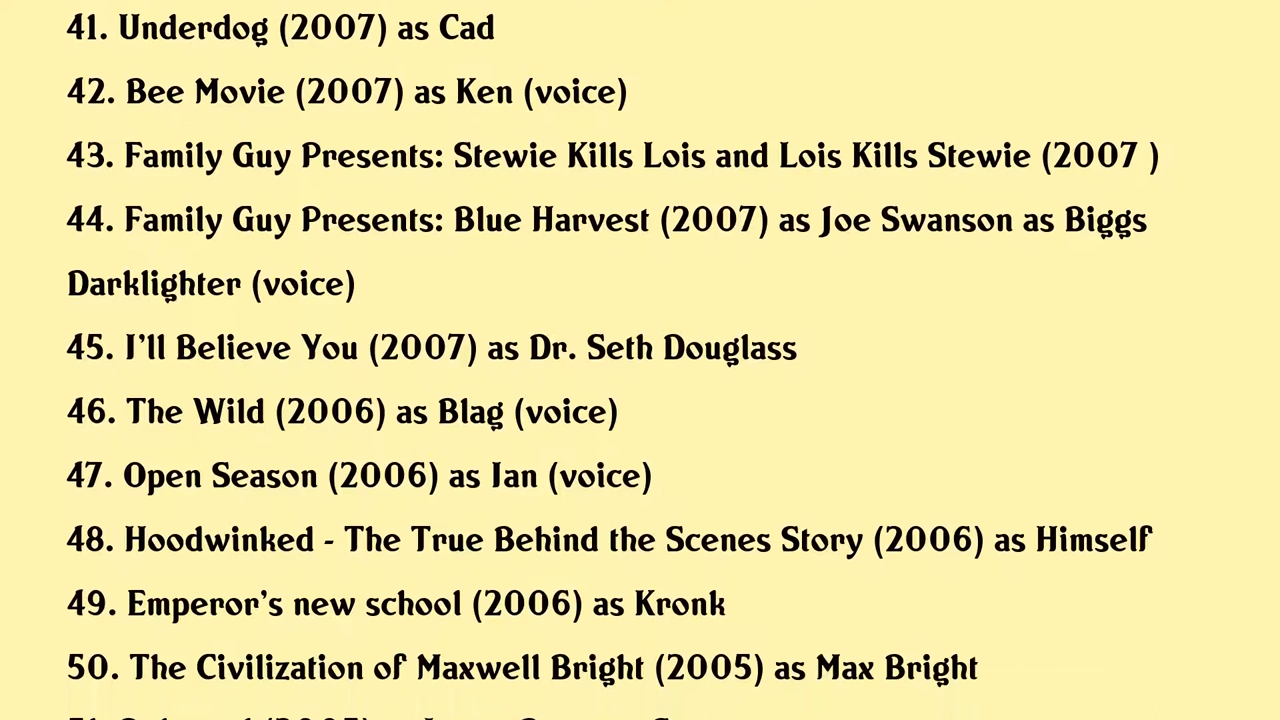 41. Underdog (2007) as Cad
42. Bee Movie (2007) as Ken (voice)
43. Family Guy Presents: Stewie Kills Lois and Lois Kills Stewie (2007 )
44. Family Guy Presents: Blue Harvest (2007) as Joe Swanson as Biggs
Darklighter (voice)
45. I'll Believe You (2007) as Dr. Seth Douglass
46. The Wild (2006) as Blag (voice)
47. Open Season (2006) as Ian (voice)
48. Hoodwinked - The True Behind the Scenes Story (2006) as Himself
49. Emperor's new school (2006) as Kronk
50. The Civilization of Maxwell Bright (2005) as Max Bright